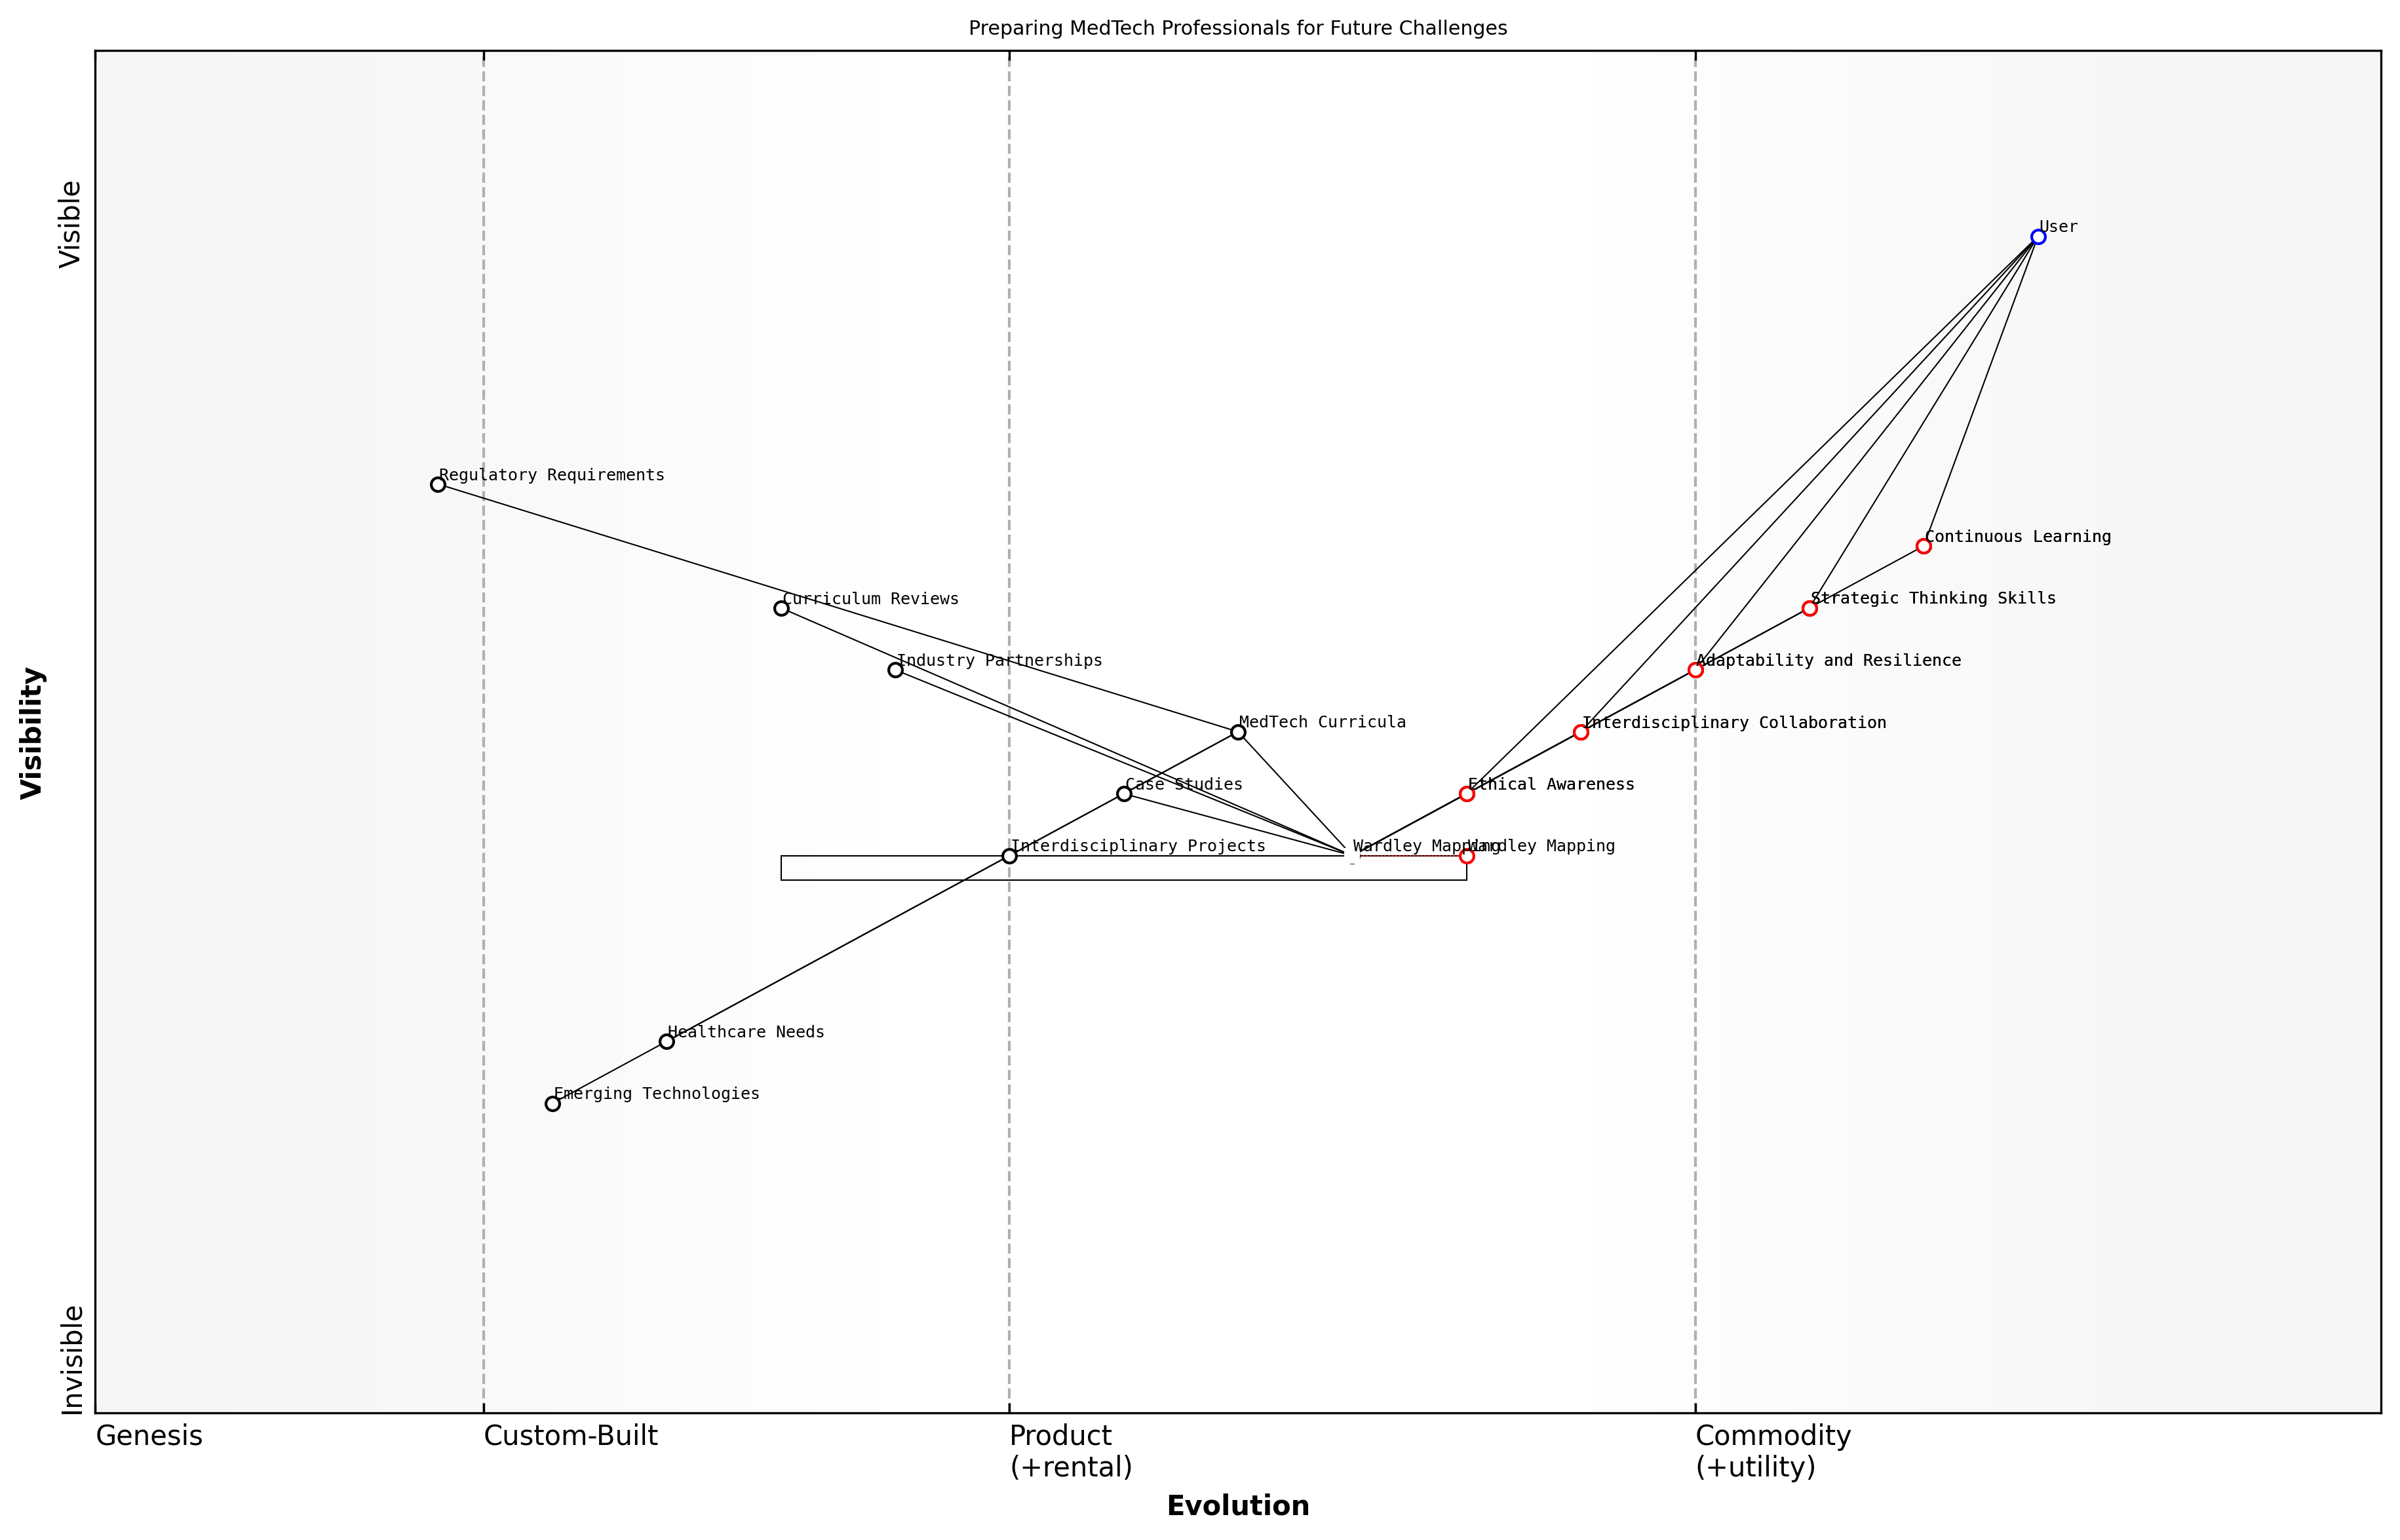 Preparing MedTech Professionals for Future Challenges
Visible
User
Regulatory Requirements
Continuous Learning
Curriculum Reviews
Strategic Thinking Skills
Industry Partnerships
Adaptability and Resilience
MedTech Curricula
Interdisciplinary Collaboration
Case Studies
Ethical Awareness
Interdisciplinary Projects
Wardley Mapping
Wardley Mapping
Visibility
Healthcare Needs
Emerging Technologies
Invisible
Genesis
Custom-Built
Product
(+rental)
Commodity
(+utility)
Evolution